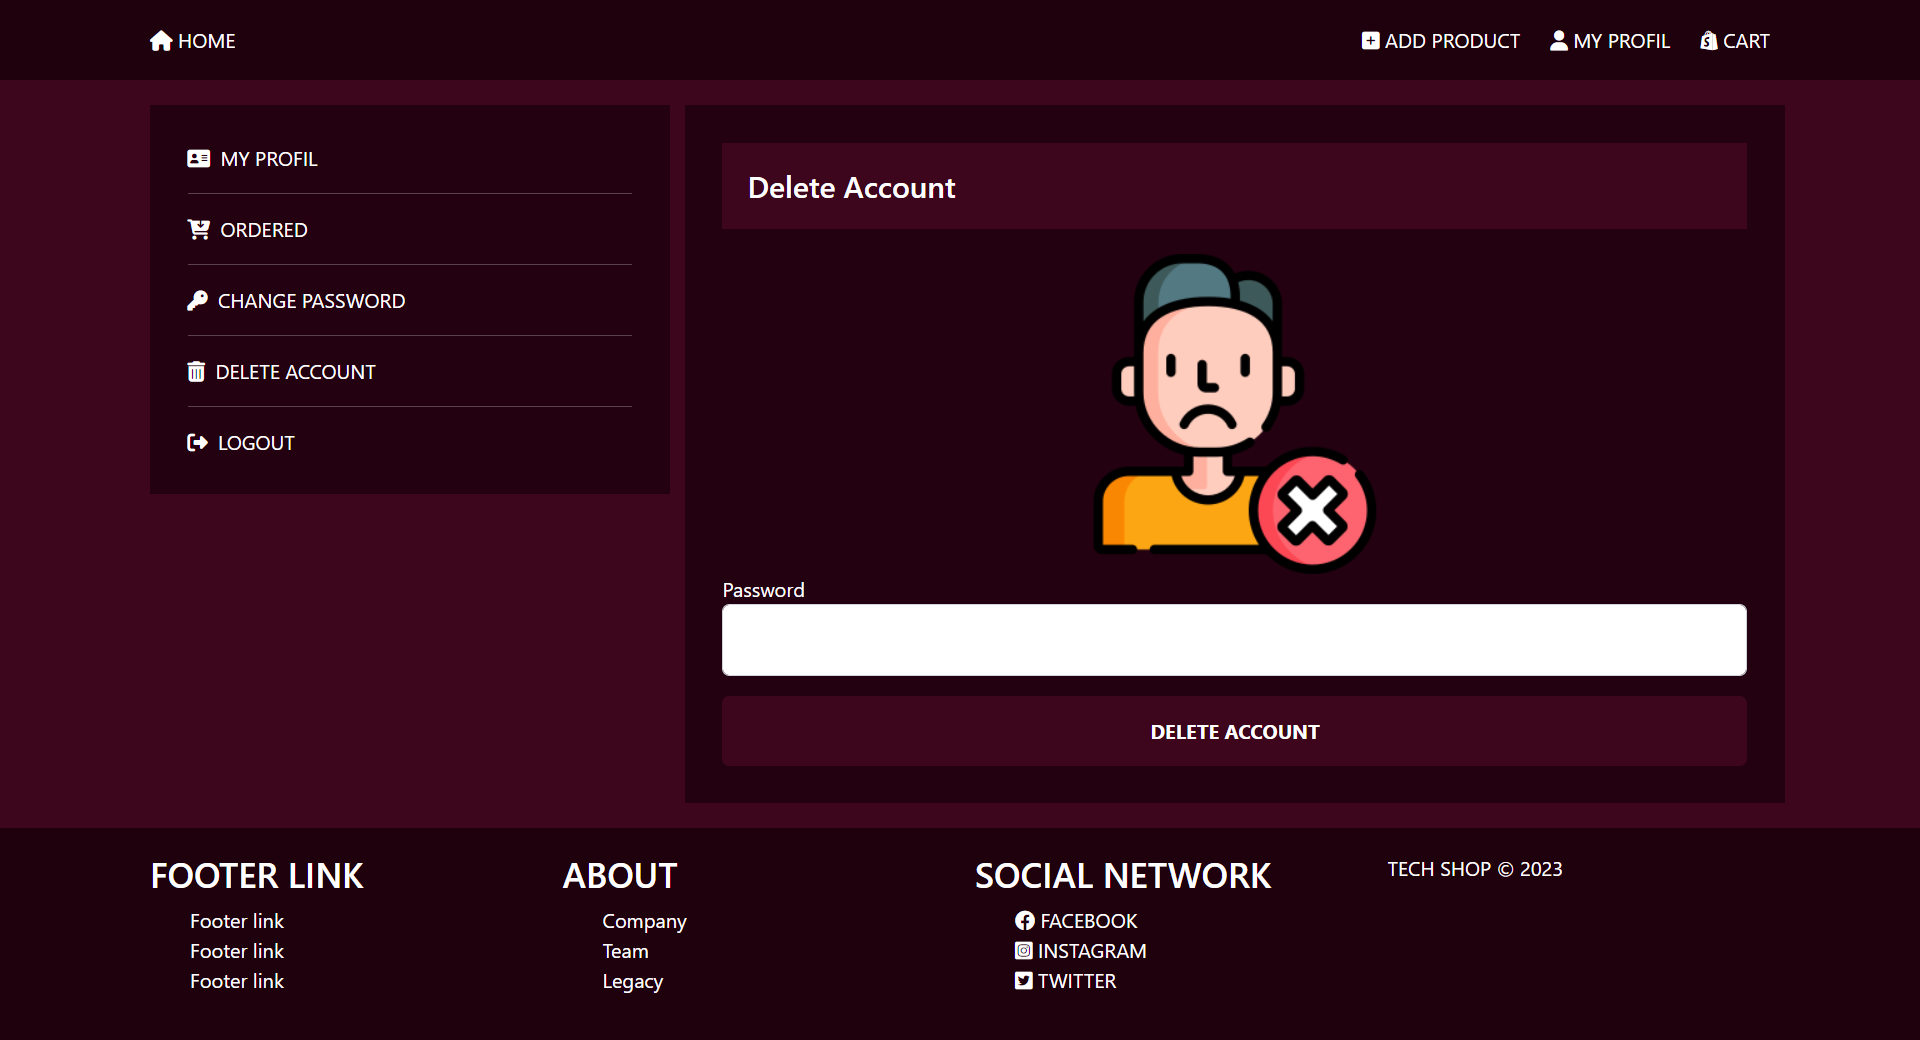 HOME
ADD PRODUCT
MY PROFIL
CART
MY PROFIL
ORDERED
CHANGE PASSWORD
DELETE ACCOUNT
LOGOUT
Delete Account
Password
DELETE ACCOUNT
FOOTER LINK
Footer link
Footer link
Footer link
ABOUT
Company
Team
Legacy
SOCIAL NETWORK
FACEBOOK
INSTAGRAM
TWITTER
TECH SHOP © 2023